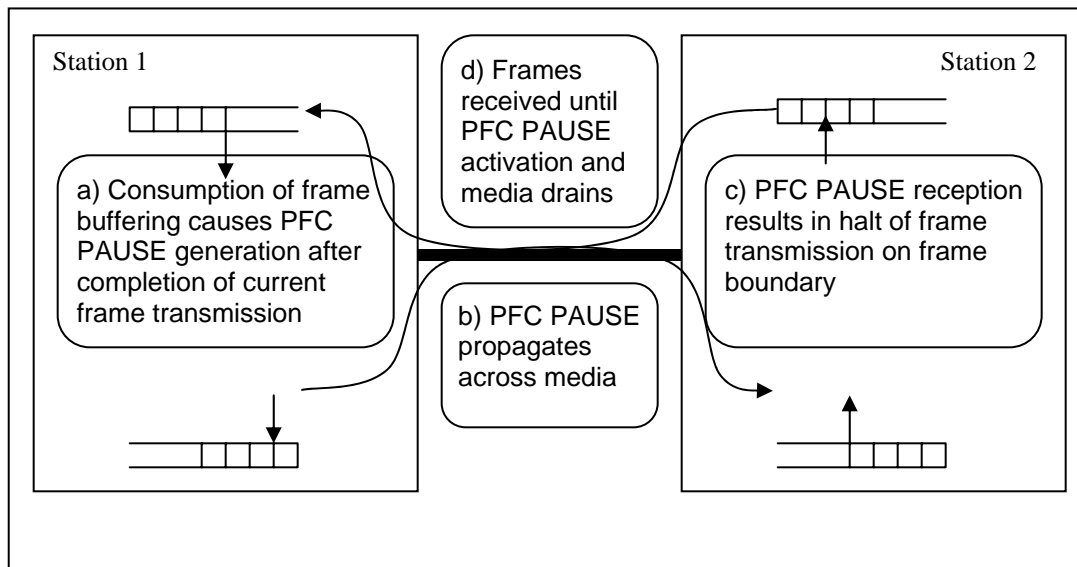 Station 1
a) Consumption of frame
buffering causes PFC
PAUSE generation after
completion of current
frame transmission
d) Frames
received until
PFC PAUSE
activation and
media drains
b) PFC PAUSE
propagates
across media
Station 2
c) PFC PAUSE reception
results in halt of frame
transmission on frame
boundary